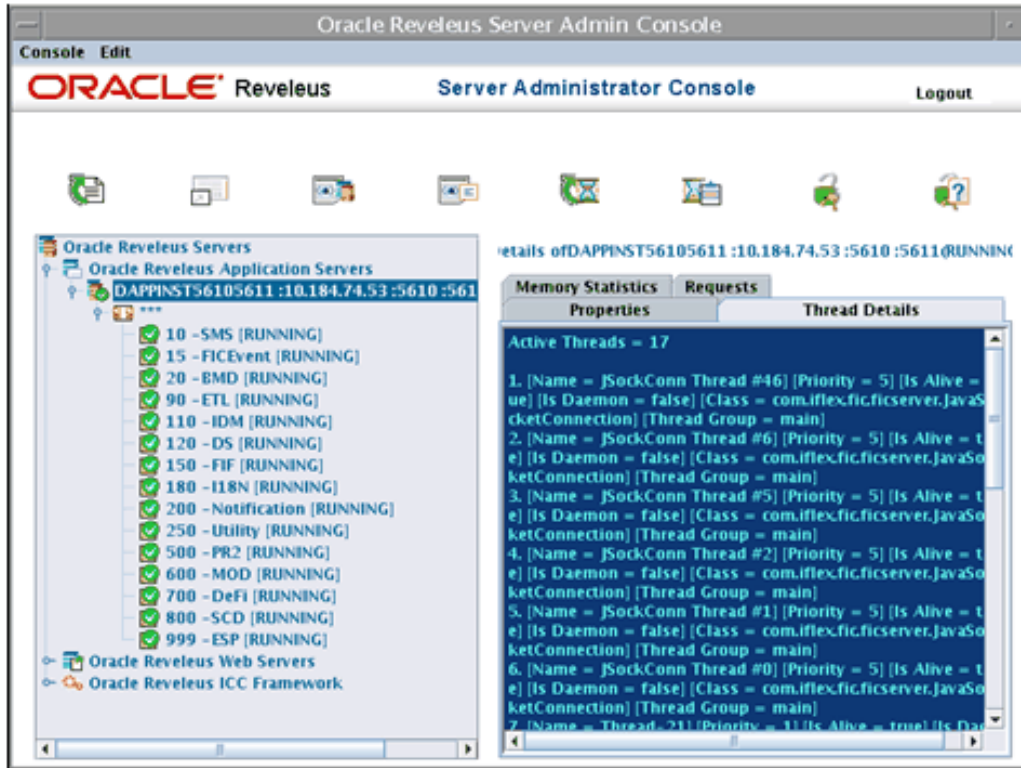 Oracle Reveleus Server Admin Console
Console Edit
ORACLE Reveleus
Server Administrator Console
Logout
Oracle Reveleus Servers
Oracle Reveleus Application Servers
DAPPINST56105611 :10.184.74.53 :5610 :561
***
10 -SMS [RUNNING]
15 -FICEvent [RUNNING]
20 -BMD [RUNNING]
90 -ETL [RUNNING]
110 -IDM [RUNNING]
120 -DS [RUNNING]
150 -FIF [RUNNING]
180 -I18N [RUNNING]
200 -Notification [RUNNING]
250 -Utility [RUNNING]
500 -PR2 [RUNNING]
600 -MOD [RUNNING]
700 -DeFi [RUNNING]
800 -SCD [RUNNING]
999 -ESP [RUNNING]
Oracle Reveleus Web Servers
Oracle Reveleus ICC Framework
etails ofDAPPINST56105611 :10.184.74.53 :5610 :5611(RUNNING
Memory Statistics Requests
Properties Thread Details
Active Threads = 17
1. [Name = JSockConn Thread #46] [Priority = 5] [Is Alive =
ue] [Is Daemon = false] [Class = com.iflex.fic.ficserver.JavaS
cketConnection] [Thread Group = main]
2. [Name = JSockConn Thread #6] [Priority = 5] [Is Alive = t
e] [Is Daemon = false] [Class = com.iflex.fic.ficserver.JavaSo
ketConnection] [Thread Group = main]
3. [Name = JSockConn Thread #5] [Priority = 5] [Is Alive = t
e] [Is Daemon = false] [Class = com.iflex.fic.ficserver.JavaSo
ketConnection] [Thread Group = main]
4. [Name = JSockConn Thread #2] [Priority = 5] [Is Alive = t
e] [Is Daemon = false] [Class = com.iflex.fic.ficserver.JavaSo
ketConnection] [Thread Group = main]
5. [Name = JSockConn Thread #1] [Priority = 5] [Is Alive = t
e] [Is Daemon = false] [Class = com.iflex.fic.ficserver.JavaSo
ketConnection] [Thread Group = main]
6. [Name = JSockConn Thread #0] [Priority = 5] [Is Alive = t
e] [Is Daemon = false] [Class = com.iflex.fic.ficserver.JavaSo
ketConnection] [Thread Group = main]
7. [Name = Thread-21] [Priority = 1] [Is Alive = true] [Is Dae